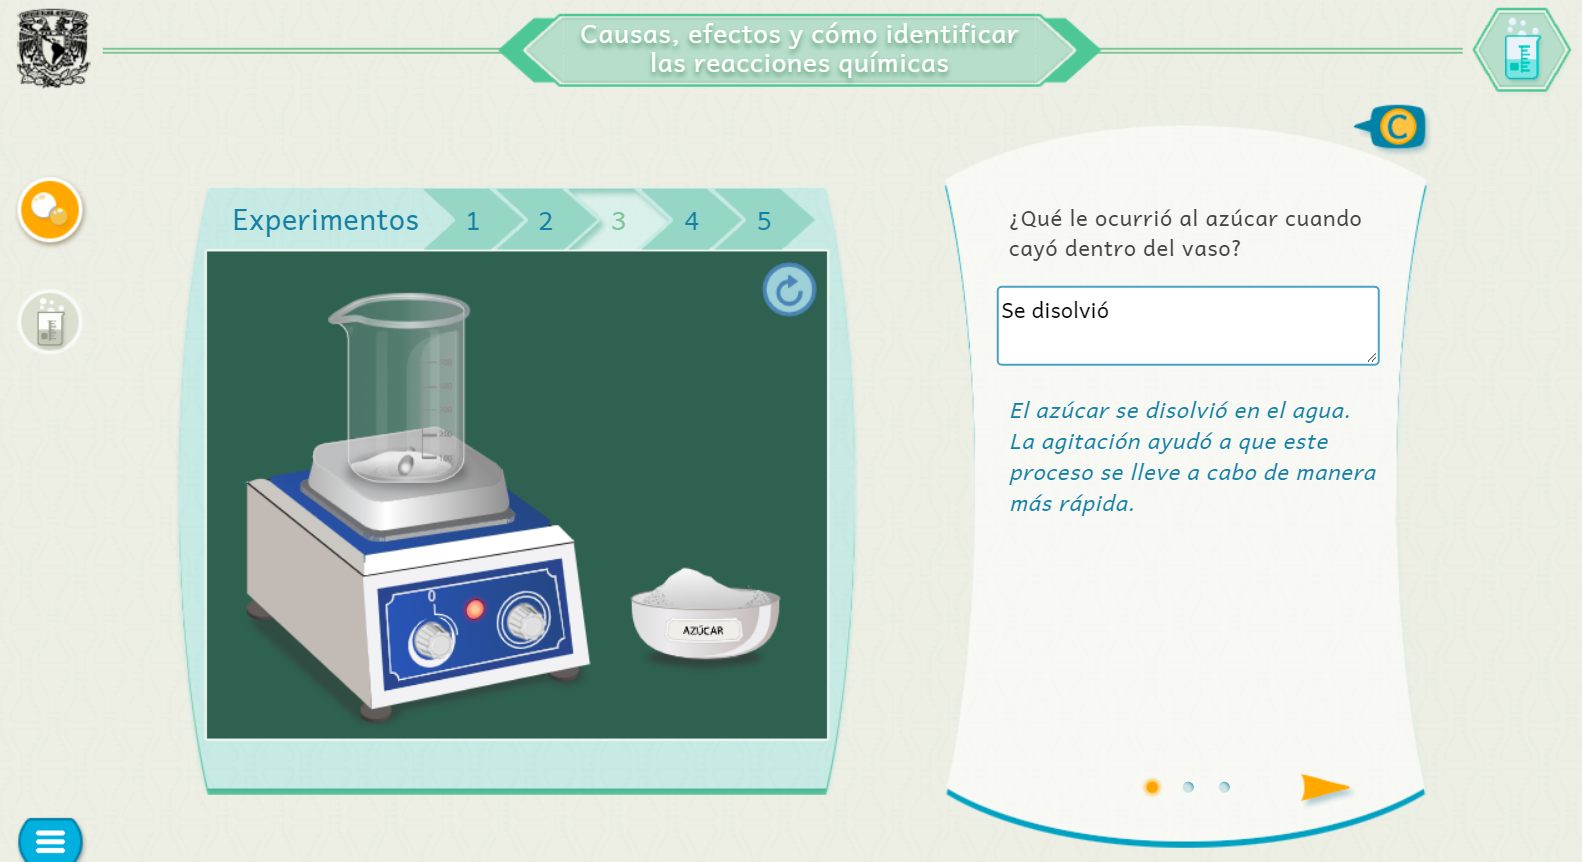 Causas, efectos y cómo identificar
las reacciones químicas
C
Experimentos 1 2 3 4 5
¿Qué le ocurrió al azúcar cuando
cayó dentro del vaso?
Se disolvió
El azúcar se disolvió en el agua.
La agitación ayudó a que este
proceso se lleve a cabo de manera
más rápida.
200
100
0
AZÚCAR